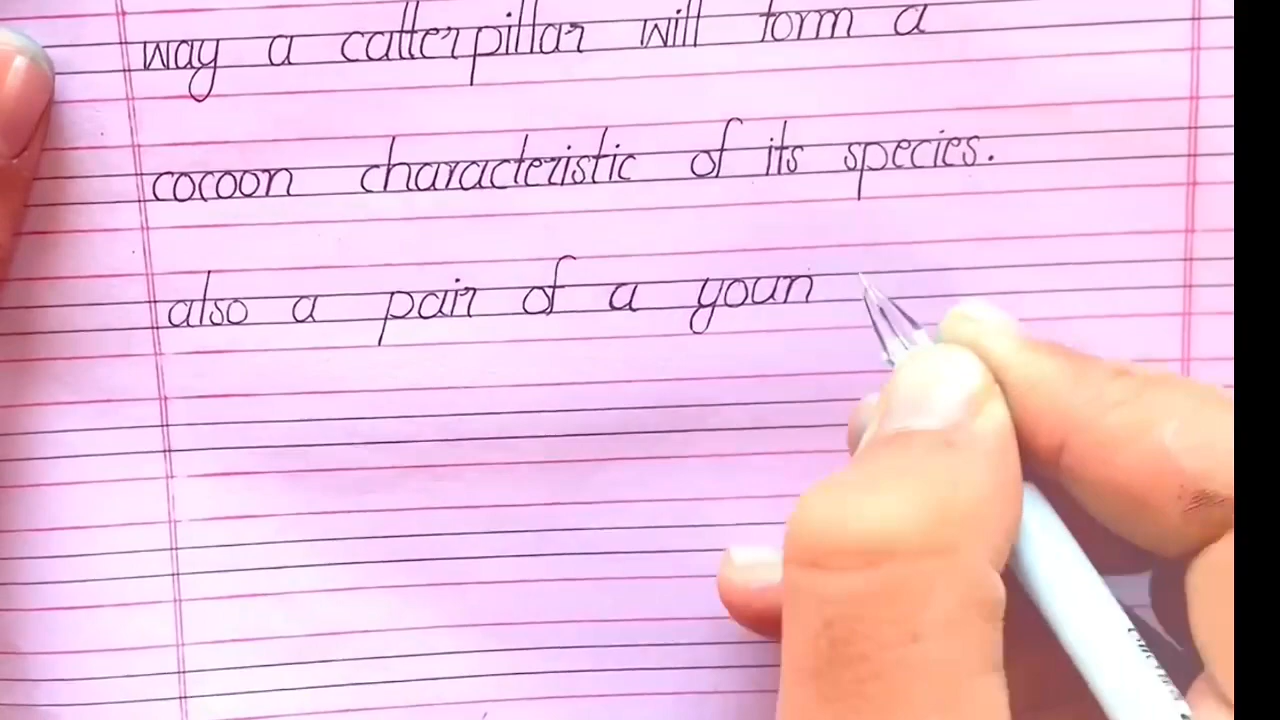 way a catterpillar will form a
cocoon characteristic of its species.
also a pair of a youn